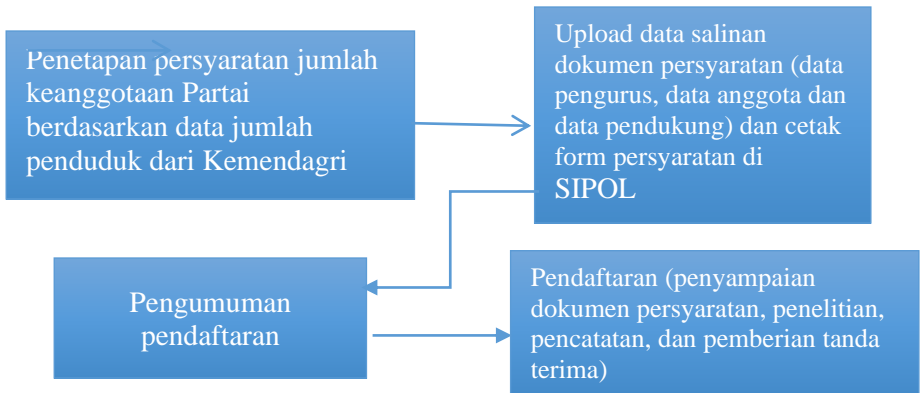 Penetapan persyaratan jumlah
keanggotaan Partai
berdasarkan data jumlah
penduduk dari Kemendagri
Upload data salinan
dokumen persyaratan (data
pengurus, data anggota dan
data pendukung) dan cetak
form persyaratan di
SIPOL
Pengumuman
pendaftaran
Pendaftaran (penyampaian
dokumen persyaratan, penelitian,
pencatatan, dan pemberian tanda
terima)